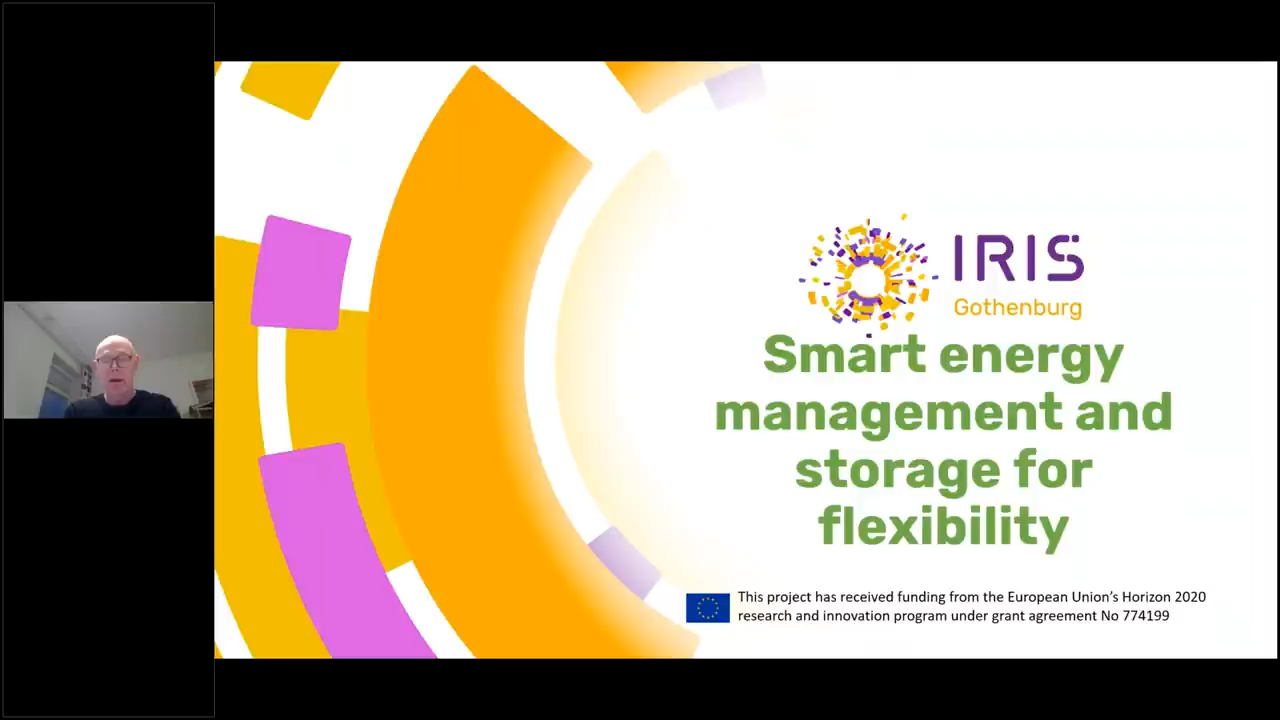 IRIS
Gothenburg
Smart energy
management and
storage for
flexibility
This project has received funding from the European Union’s Horizon 2020
research and innovation program under grant agreement No 774199